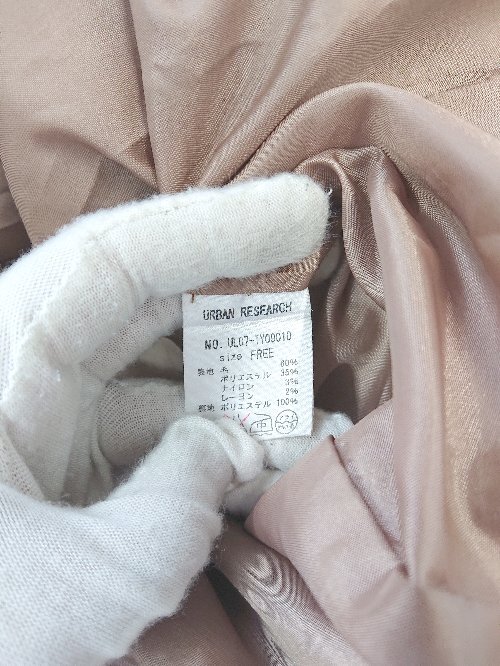 URBAN RESEARCH
NO. UL07-1Y00010
size FREE
表地 毛 60%
ポリエステル 35%
ナイロン 3%
レーヨン 2%
裏地 ポリエステル 100%
中